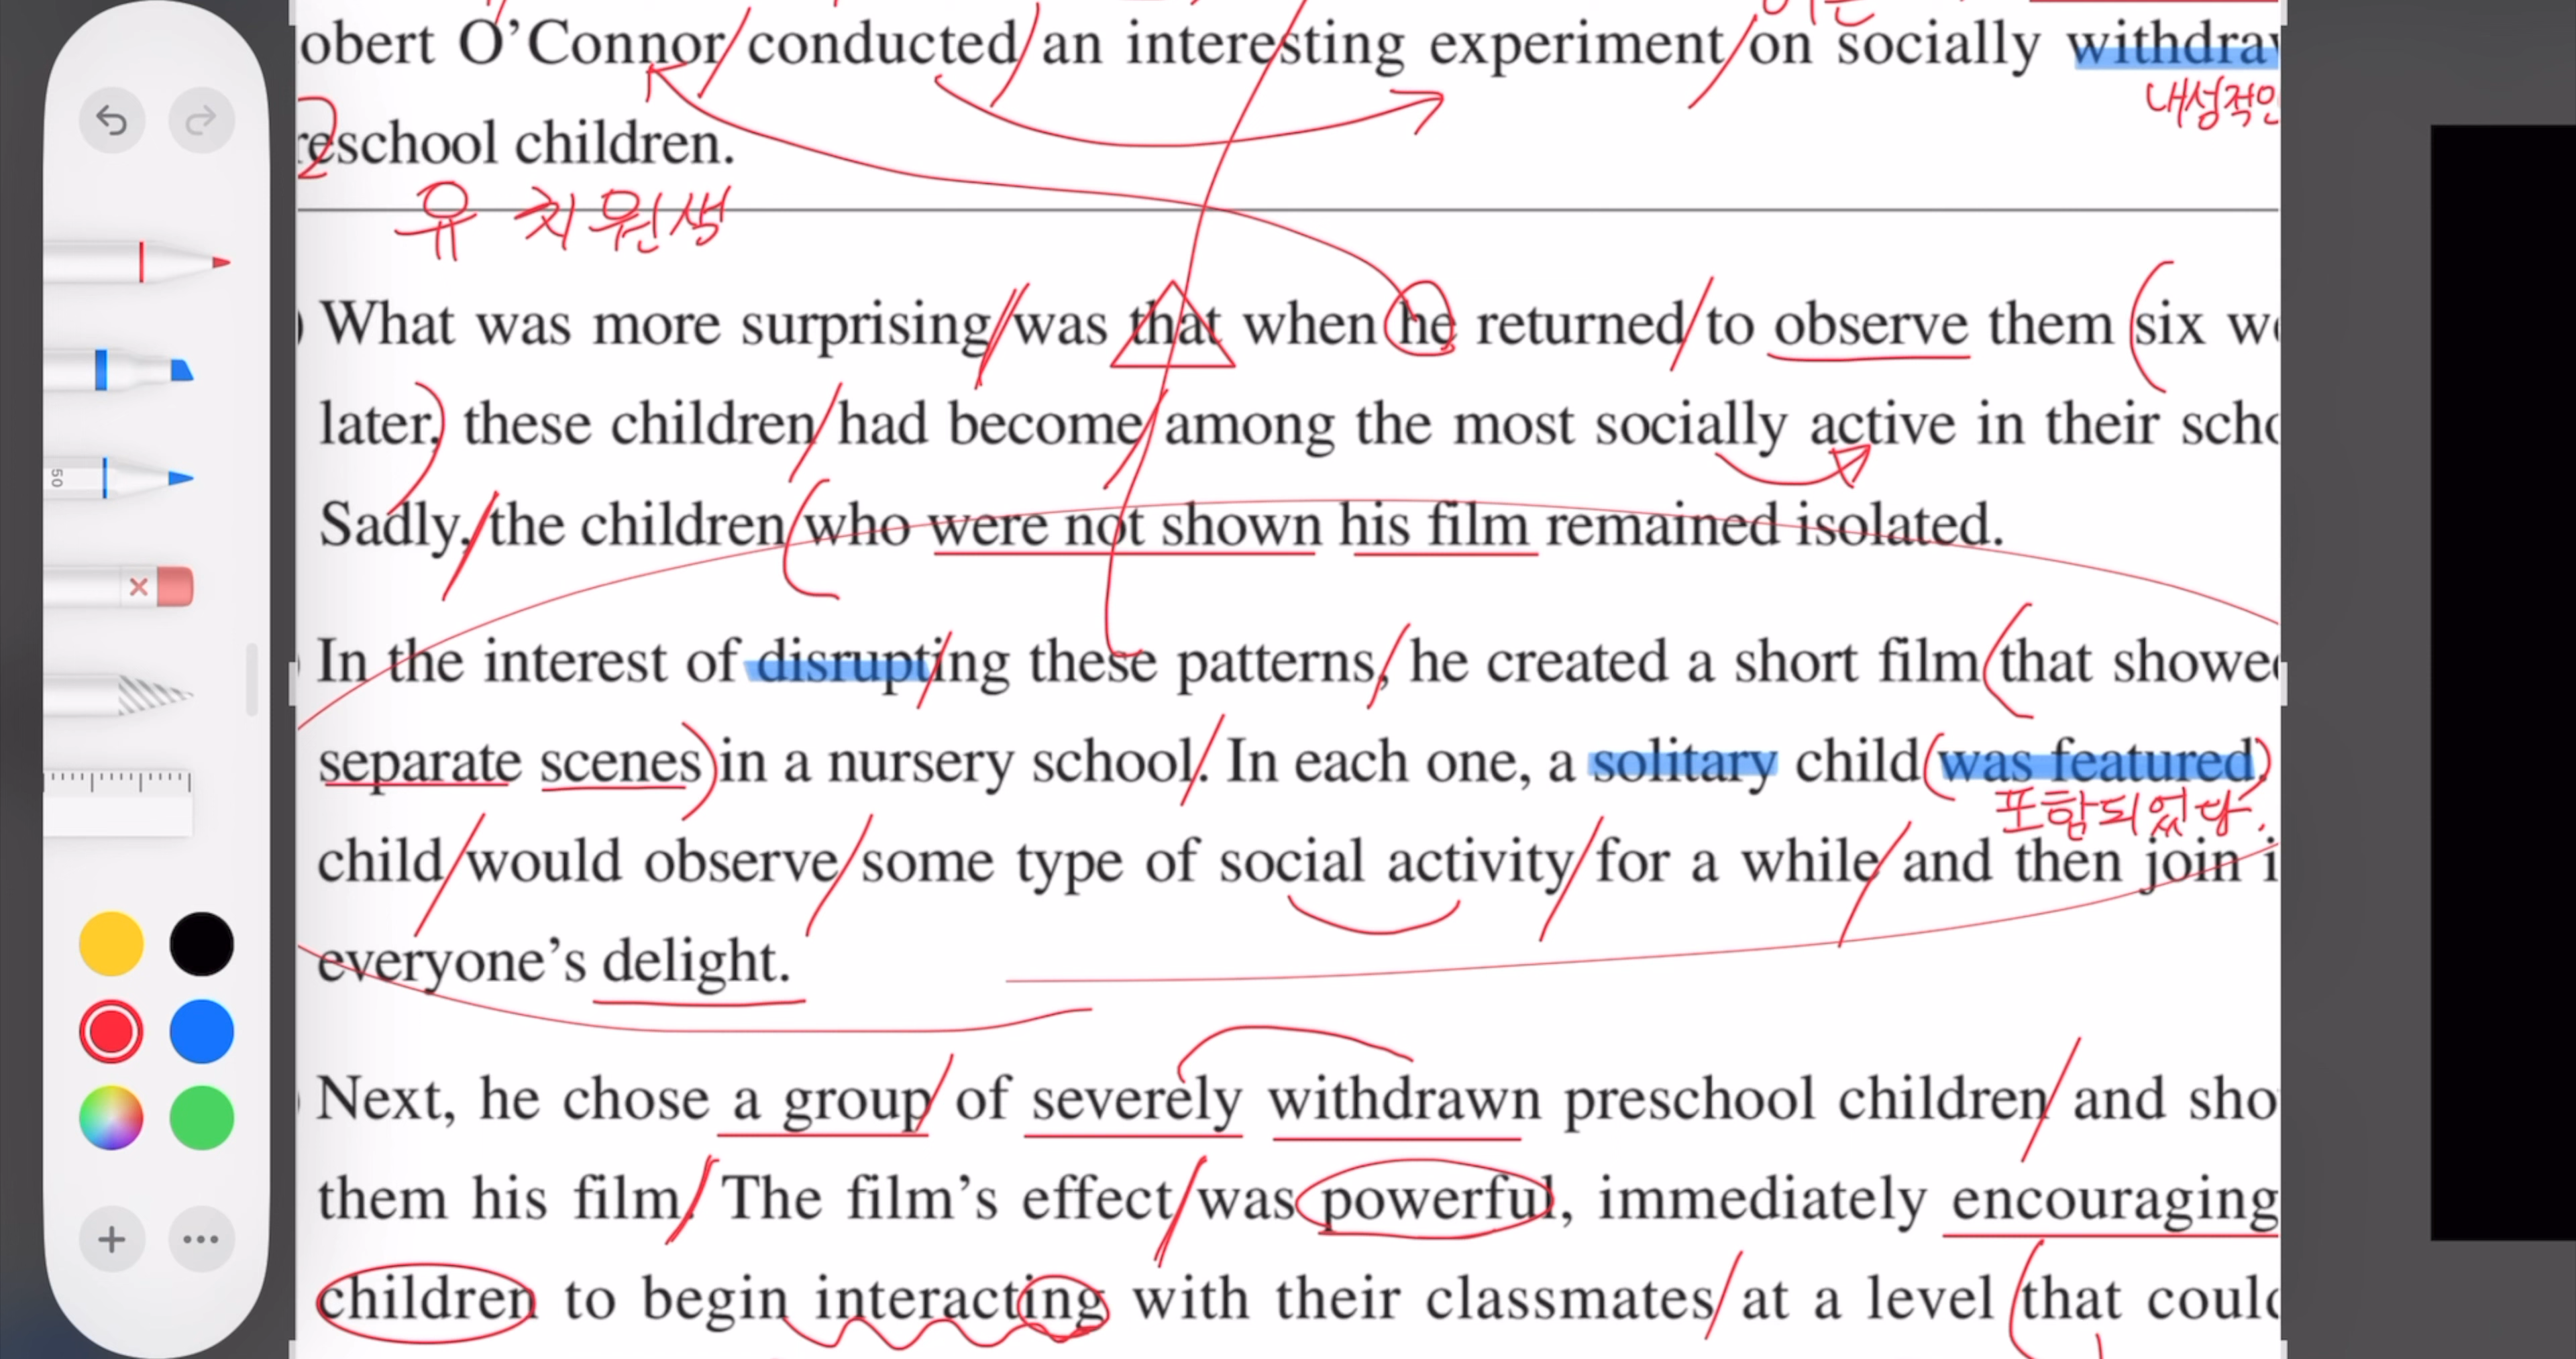 obert O’Connor conducted an interesting experiment on socially
내성적인
reschool children.
유치원생
What was more surprising was that when he returned to observe them six
later, these children had become among the most socially active in their
Sadly, the children who were not shown his film remained isolated.
In the interest of disrupting these patterns, he created a short film that showed
separate scenes in a nursery school. In each one, a solitary child was featured.
포함되었다.
child would observe some type of social activity for a while and then join
everyone’s delight.
Next, he chose a group of severely withdrawn preschool children and
them his film. The film’s effect was powerful, immediately encouraging
children to begin interacting with their classmates at a level that could
50